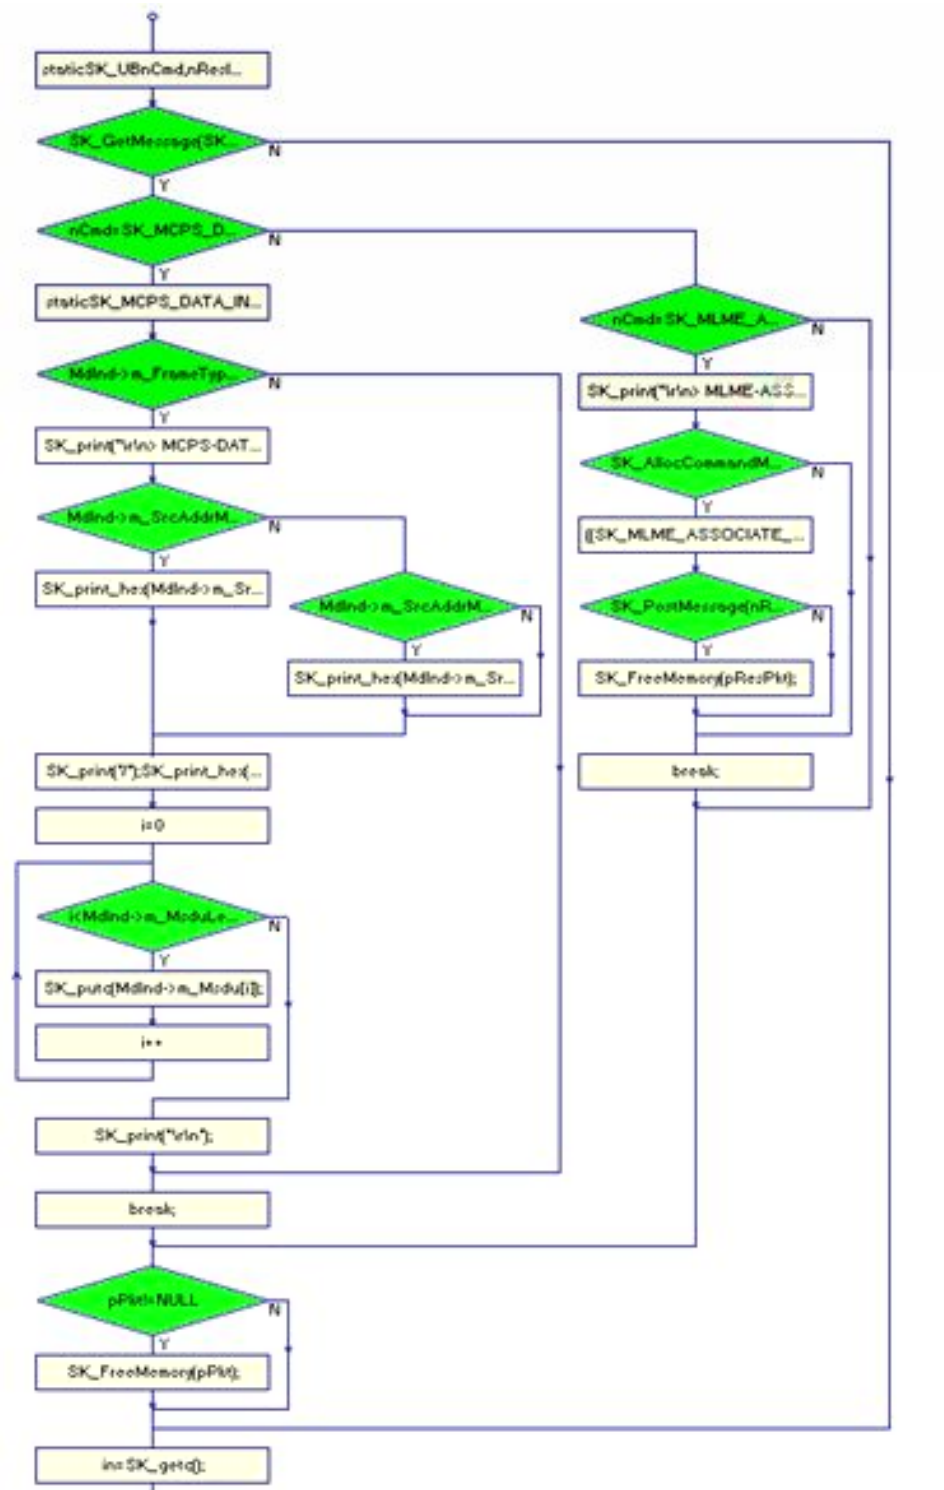 staticSK_UBnCmd,nResl...
SK_GetMessage(SK...
N
Y
nCmd=SK_MCPS_D...
N
Y
staticSK_MCPS_DATA_IN...
MdInd->m_FrameTyp...
N
Y
SK_print("\r\n> MCPS-DAT...
MdInd->m_SrcAddrM...
N
Y
SK_print_hex(MdInd->m_Sr...
MdInd->m_SrcAddrM...
N
Y
SK_print_hex(MdInd->m_Sr...
nCmd=SK_MLME_A...
N
Y
SK_print("\r\n> MLME-ASS...
SK_AllocCommandM...
N
Y
((SK_MLME_ASSOCIATE_...
SK_PostMessage(nR...
N
Y
SK_FreeMemory(pResPkt);
break;
SK_print("/");SK_print_hex(...
i=0
i<MdInd->m_MsduLe...
N
Y
SK_putc(MdInd->m_Msdu[i]);
i++
SK_print("\r\n");
break;
pPkt!=NULL
N
Y
SK_FreeMemory(pPkt);
in=SK_getc();